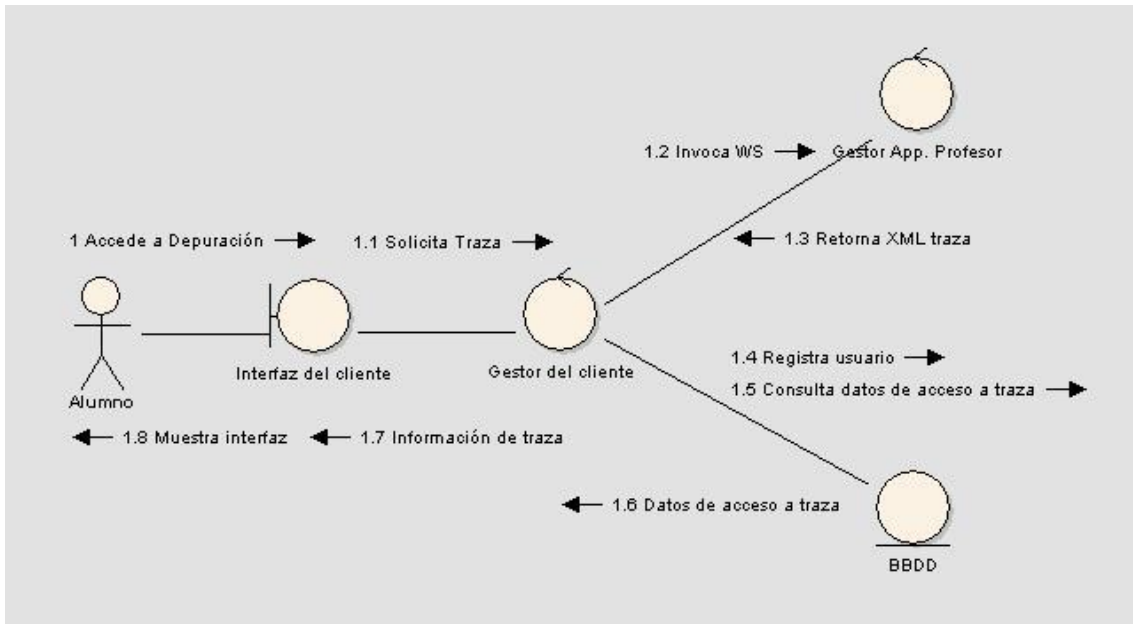 1.2 Invoca WS
Gestor App. Profesor
1 Accede a Depuración
1.1 Solicita Traza
1.3 Retorna XML traza
Interfaz del cliente
Gestor del cliente
1.4 Registra usuario
1.5 Consulta datos de acceso a traza
Alumno
1.8 Muestra interfaz
1.7 Información de traza
1.6 Datos de acceso a traza
BBDD